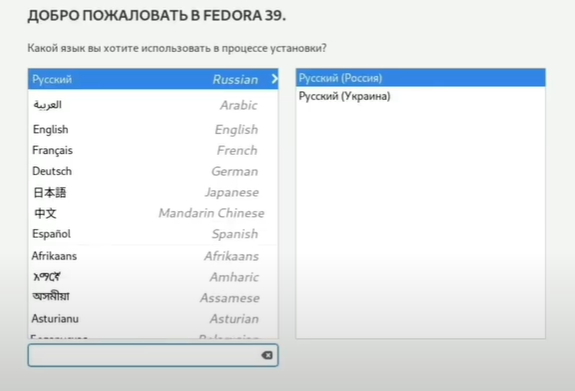 ДОБРО ПОЖАЛОВАТЬ В FEDORA 39.
Какой язык вы хотите использовать в процессе установки?
Русский Russian
العربية Arabic
English English
Français French
Deutsch German
日本語 Japanese
中文 Mandarin Chinese
Español Spanish
Afrikaans Afrikaans
አማርኛ Amharic
অসমীয়া Assamese
Asturianu Asturian
Русский (Россия)
Русский (Украина)